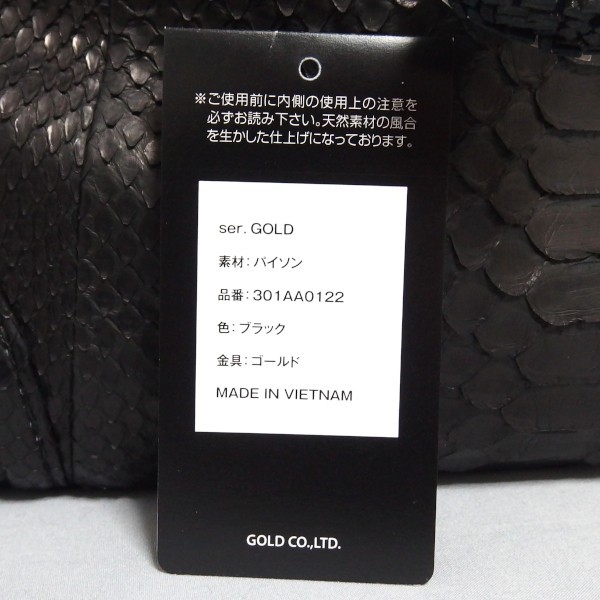 ※ご使用前に内側の使用上の注意を
必ずお読み下さい。天然素材の風合
を生かした仕上げになっております。
ser. GOLD
素材：パイソン
品番：301AA0122
色：ブラック
金具：ゴールド
MADE IN VIETNAM
GOLD CO.,LTD.